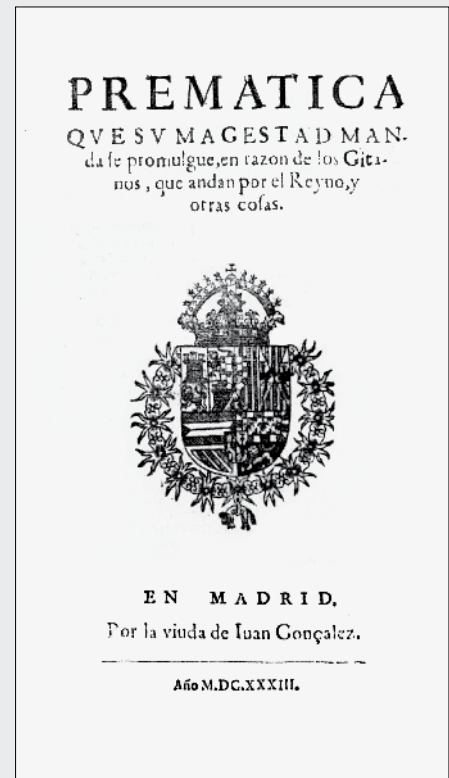 PREMATICA
QVE SV MAGESTAD MAN-
da ſe promulgue,en razon de los Gita-
nos , que andan por el Reyno,y
otras coſas.
EN MADRID.
Por la viuda de Iuan Gonçalez.
Año M.DC.XXXIII.